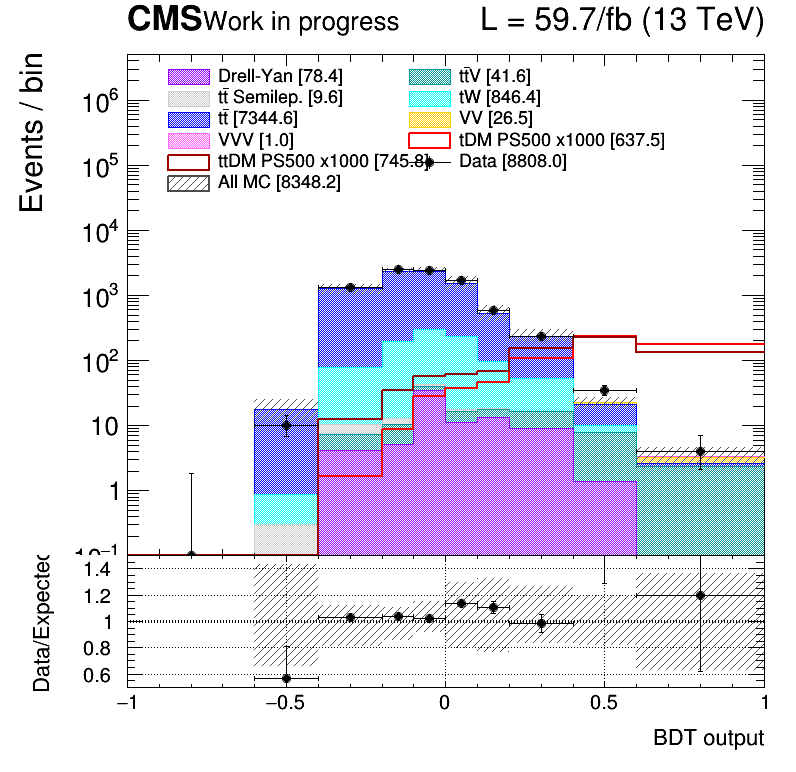 CMS Work in progress L = 59.7/fb (13 TeV)
Events / bin
Drell-Yan [78.4] tt̄V [41.6]
tt̄ Semilep. [9.6] tW [846.4]
tt̄ [7344.6] VV [26.5]
VVV [1.0] tDM PS500 x1000 [637.5]
ttDM PS500 x1000 [745.8] Data [8808.0]
All MC [8348.2]
10⁶
10⁵
10⁴
10³
10²
10
1
10⁻¹
Data/Expected
1.4
1.2
1
0.8
0.6
−1 −0.5 0 0.5 1
BDT output